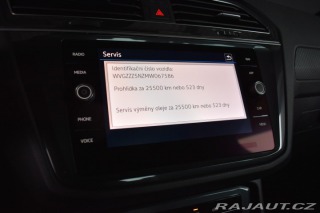 Servis
RADIO
MEDIA
PHONE
VOICE
Identifikační číslo vozidla:
Prohlídka za 25500 km nebo 523 dny
Servis výměny oleje za 25500 km nebo 523 dny
RAJAUT.CZ